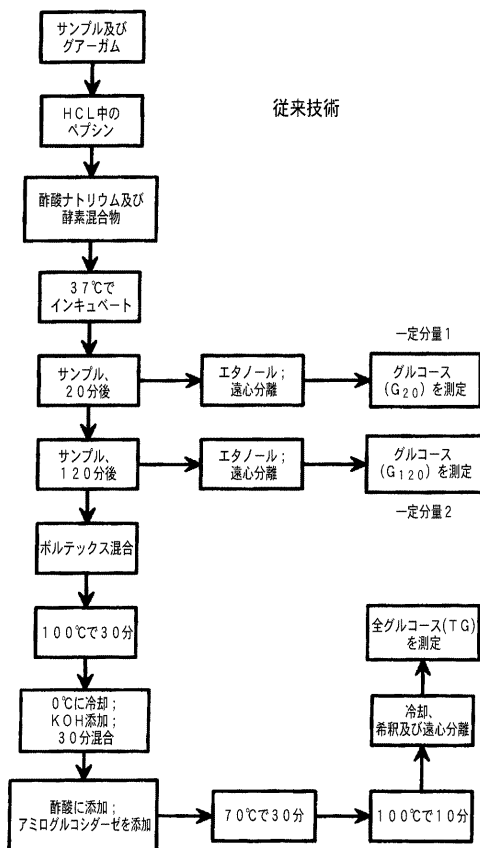 サンプル及び
グアーガム
HCL中の
ペプシン
従来技術
酢酸ナトリウム及び
酵素混合物
37℃で
インキュベート
サンプル、
20分後
エタノール;
遠心分離
一定分量1
グルコース
(G20)を測定
サンプル、
120分後
エタノール;
遠心分離
グルコース
(G120)を測定
一定分量2
ボルテックス混合
100℃で30分
0℃に冷却;
KOH添加;
30分混合
酢酸に添加;
アミログルコシダーゼを添加
70℃で30分
100℃で10分
冷却、
希釈及び遠心分離
全グルコース(TG)
を測定